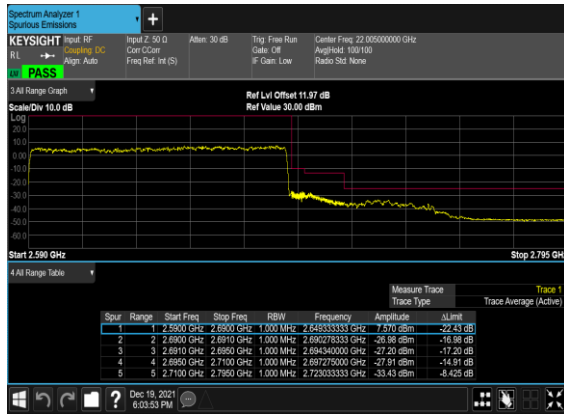 Spectrum Analyzer 1
Spurious Emissions
KEYSIGHT Input: RF Input Z: 50 Ω Atten: 30 dB Trig: Free Run Center Freq: 22.005000000 GHz
RL Coupling: DC Corr CCorr Gate: Off Avg|Hold: 100/100
Align: Auto Freq Ref: Int (S) IF Gain: Low Radio Std: None
PASS
3 All Range Graph
Ref Lvl Offset 11.97 dB
Scale/Div 10.0 dB Ref Value 30.00 dBm
Log
20.0
10.0
0.00
-10.0
-20.0
-30.0
-40.0
-50.0
-60.0
Start 2.590 GHz Stop 2.795 GHz
4 All Range Table
Measure Trace Trace 1
Trace Type Trace Average (Active)
Spur Range Start Freq Stop Freq RBW Frequency Amplitude ΔLimit
1 1 2.5900 GHz 2.6900 GHz 1.000 MHz 2.649333333 GHz 7.570 dBm -22.43 dB
2 2 2.6900 GHz 2.6910 GHz 1.000 MHz 2.690278333 GHz -26.98 dBm -16.98 dB
3 3 2.6910 GHz 2.6950 GHz 1.000 MHz 2.694340000 GHz -27.20 dBm -17.20 dB
4 4 2.6950 GHz 2.7100 GHz 1.000 MHz 2.697275000 GHz -27.91 dBm -14.91 dB
5 5 2.7100 GHz 2.7950 GHz 1.000 MHz 2.723033333 GHz -33.43 dBm -8.425 dB
Dec 19, 2021
6:03:53 PM